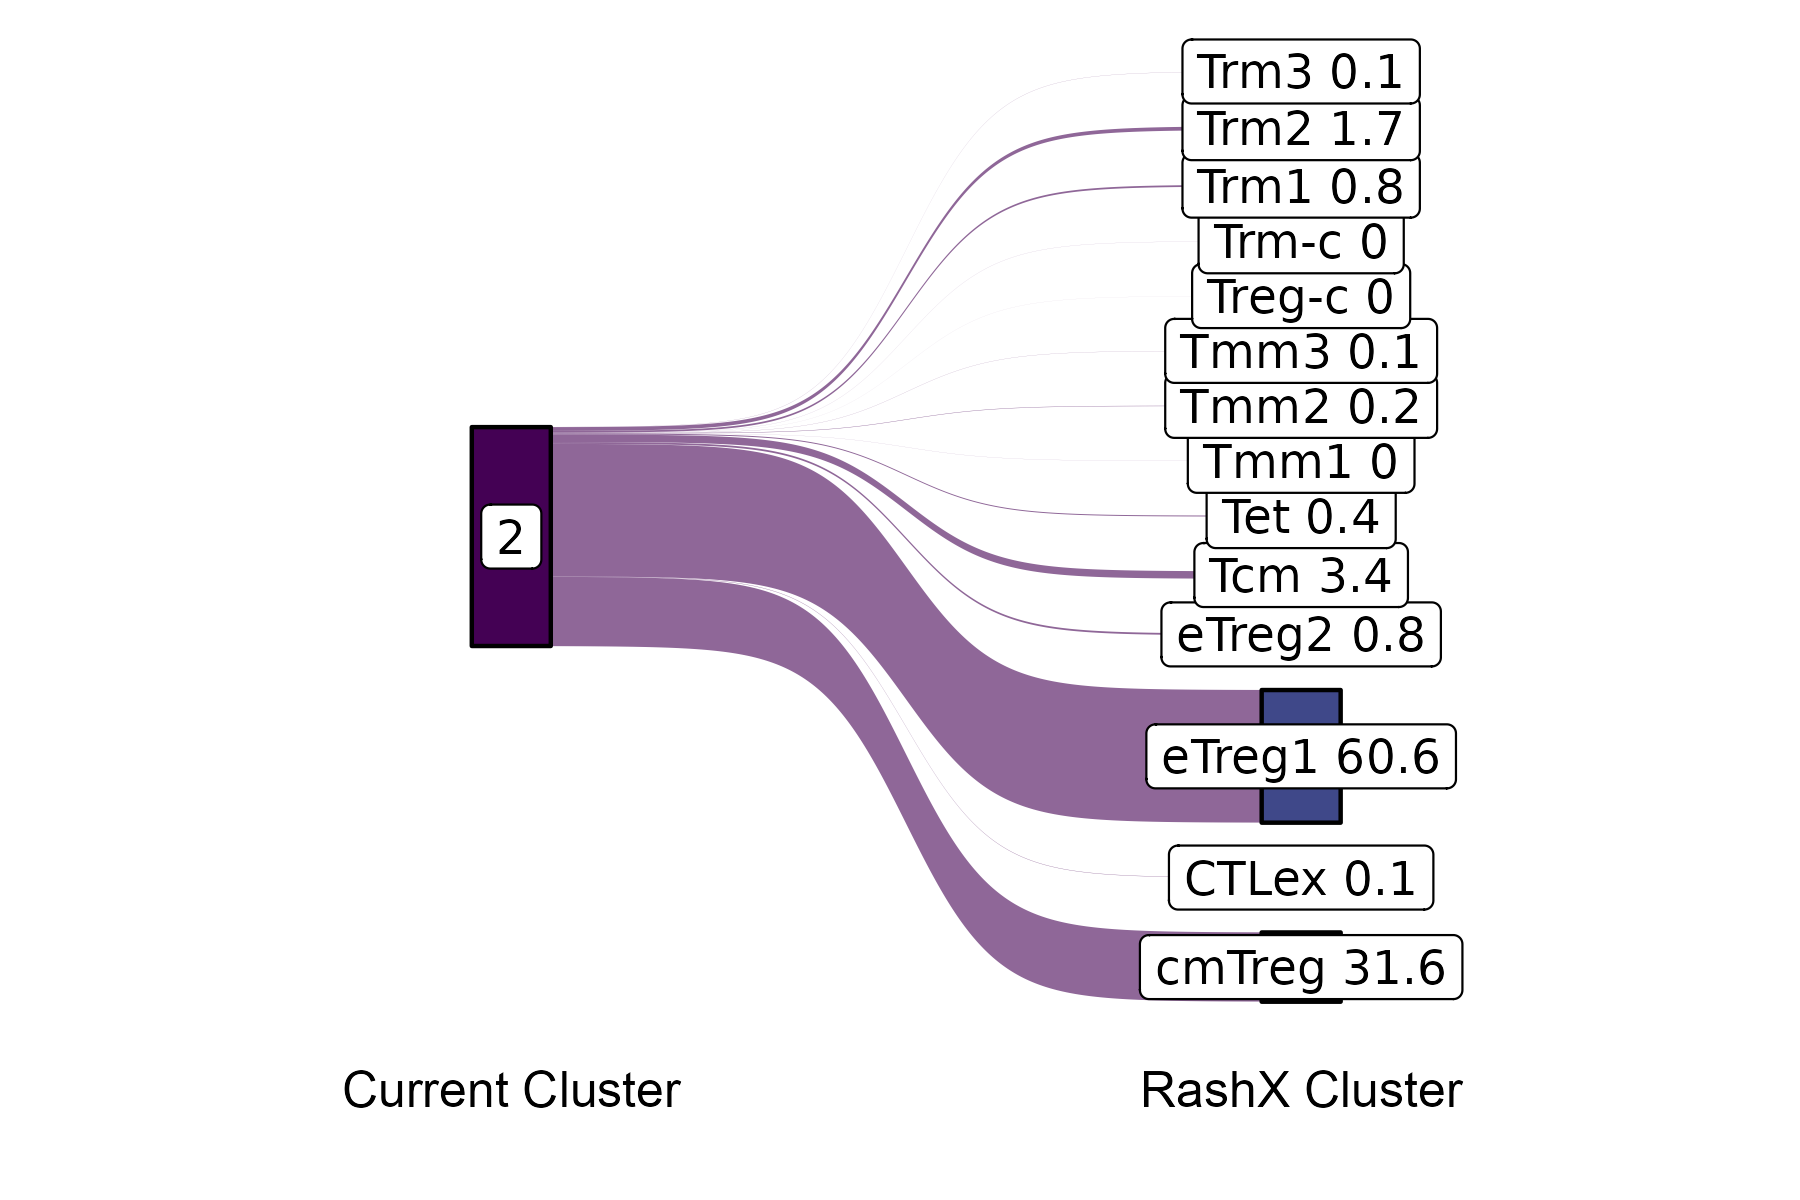 Trm3 0.1
Trm2 1.7
Trm1 0.8
Trm-c 0
Treg-c 0
Tmm3 0.1
Tmm2 0.2
Tmm1 0
Tet 0.4
Tcm 3.4
eTreg2 0.8
2
eTreg1 60.6
CTLex 0.1
cmTreg 31.6
Current Cluster
RashX Cluster